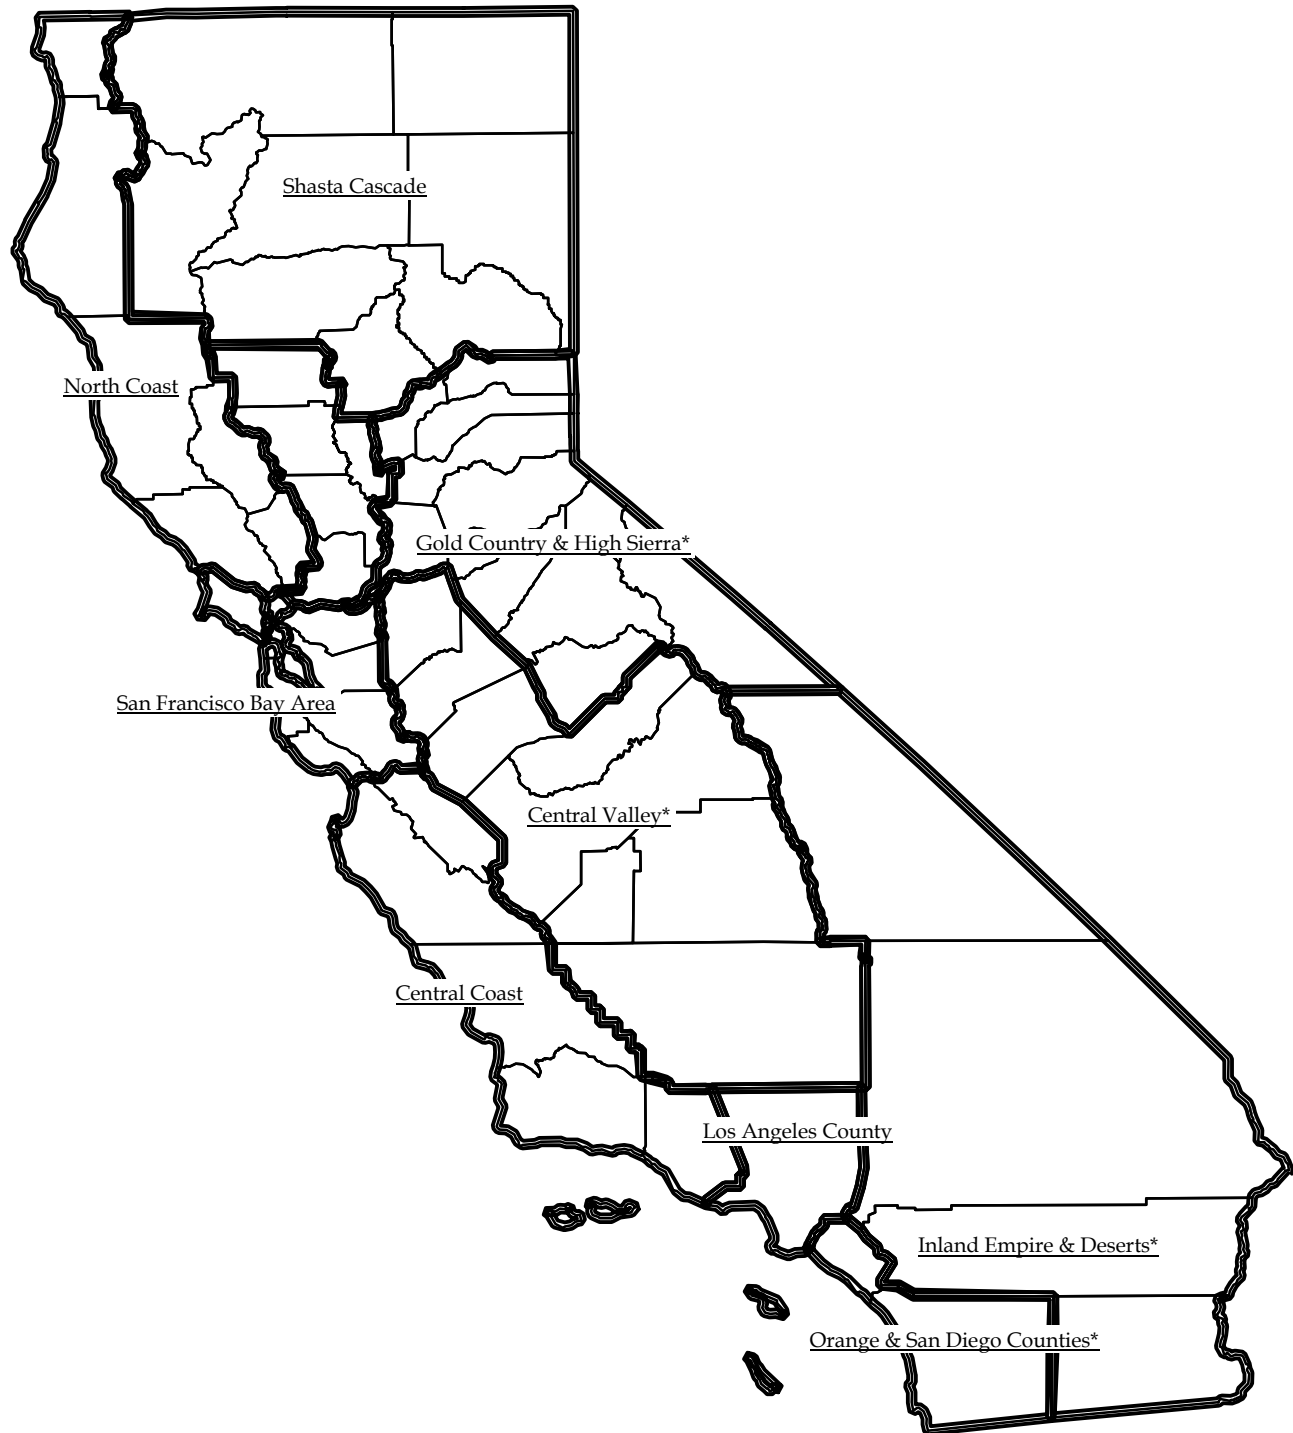 Shasta Cascade
North Coast
Gold Country & High Sierra*
San Francisco Bay Area
Central Valley*
Central Coast
Los Angeles County
Inland Empire & Deserts*
Orange & San Diego Counties*